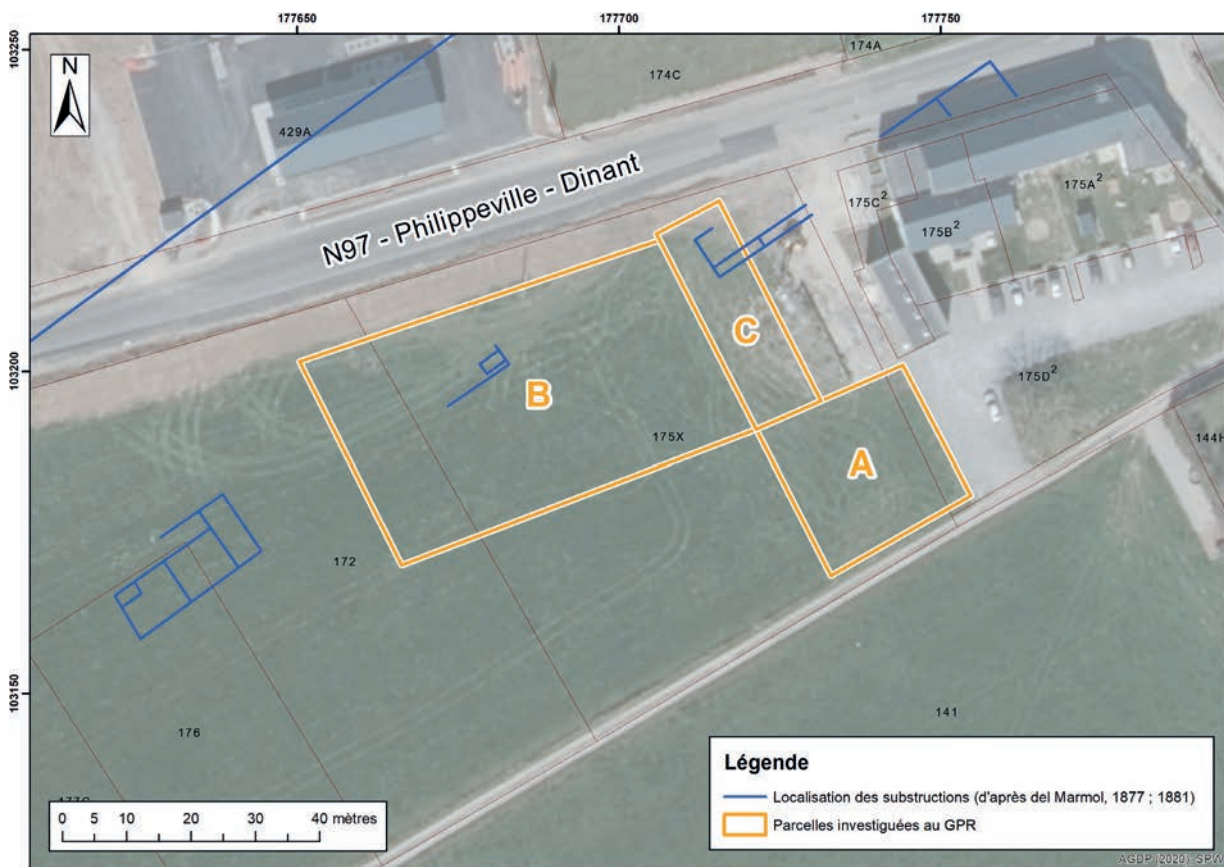 177650
177700
177750
103250
N
174A
174C
429A
N97 - Philippeville - Dinant
175A²
175C²
175B²
103200
C
B
175D²
175X
144H
A
172
103150
176
141
Légende
Localisation des substructions (d'après del Marmol, 1877 ; 1881)
Parcelles investiguées au GPR
0 5 10 20 30 40 mètres
AGDP (2020) SPW